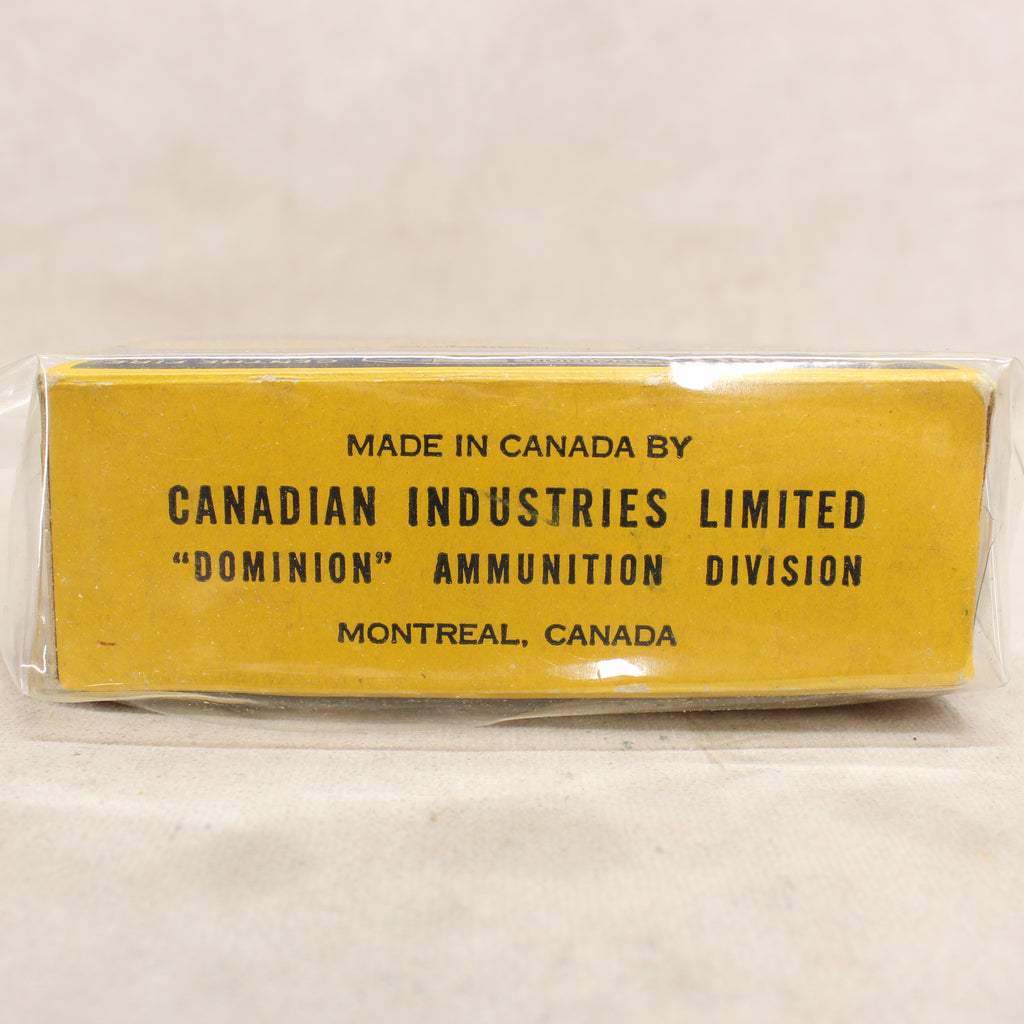 MADE IN CANADA BY
CANADIAN INDUSTRIES LIMITED
“DOMINION” AMMUNITION DIVISION
MONTREAL, CANADA